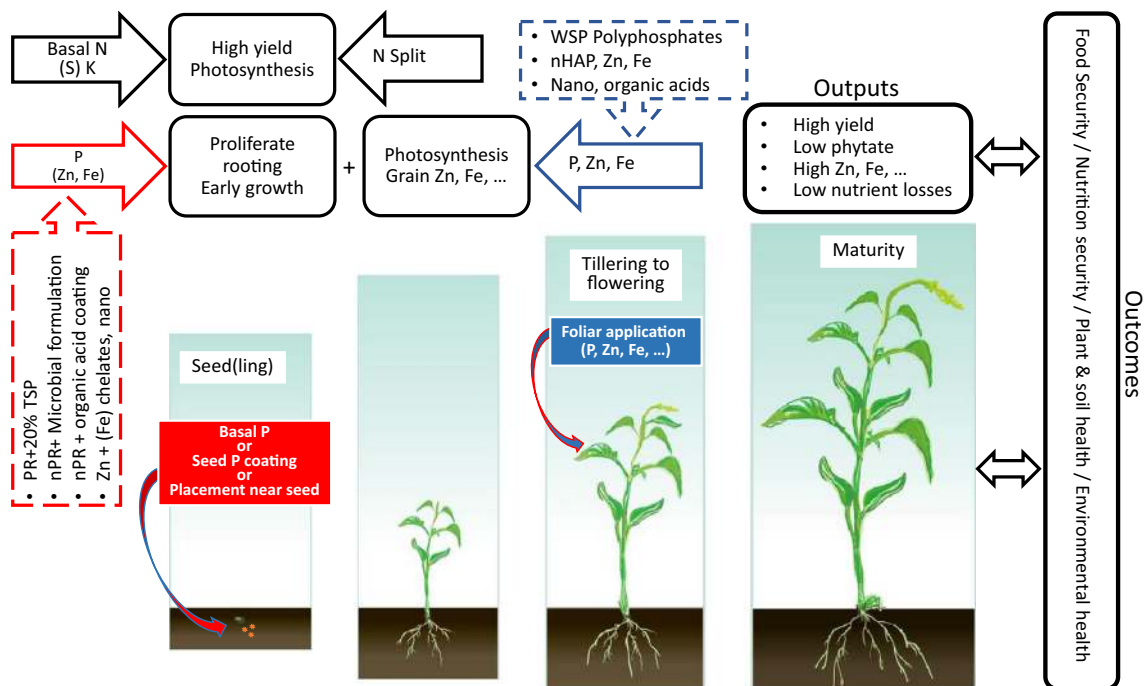 Basal N
(S) K
High yield
Photosynthesis
N Split
• WSP Polyphosphates
• nHAP, Zn, Fe
• Nano, organic acids
P
(Zn, Fe)
Proliferate
rooting
Early growth
+
Photosynthesis
Grain Zn, Fe, ...
P, Zn, Fe
Outputs
• High yield
• Low phytate
• High Zn, Fe, ...
• Low nutrient losses
• PR+20% TSP
• nPR+ Microbial formulation
• nPR + organic acid coating
• Zn + (Fe) chelates, nano
Seed(ling)
Basal P
or
Seed P coating
or
Placement near seed
Tillering to
flowering
Foliar application
(P, Zn, Fe, ...)
Maturity
Food Security / Nutrition security / Plant & soil health / Environmental health
Outcomes